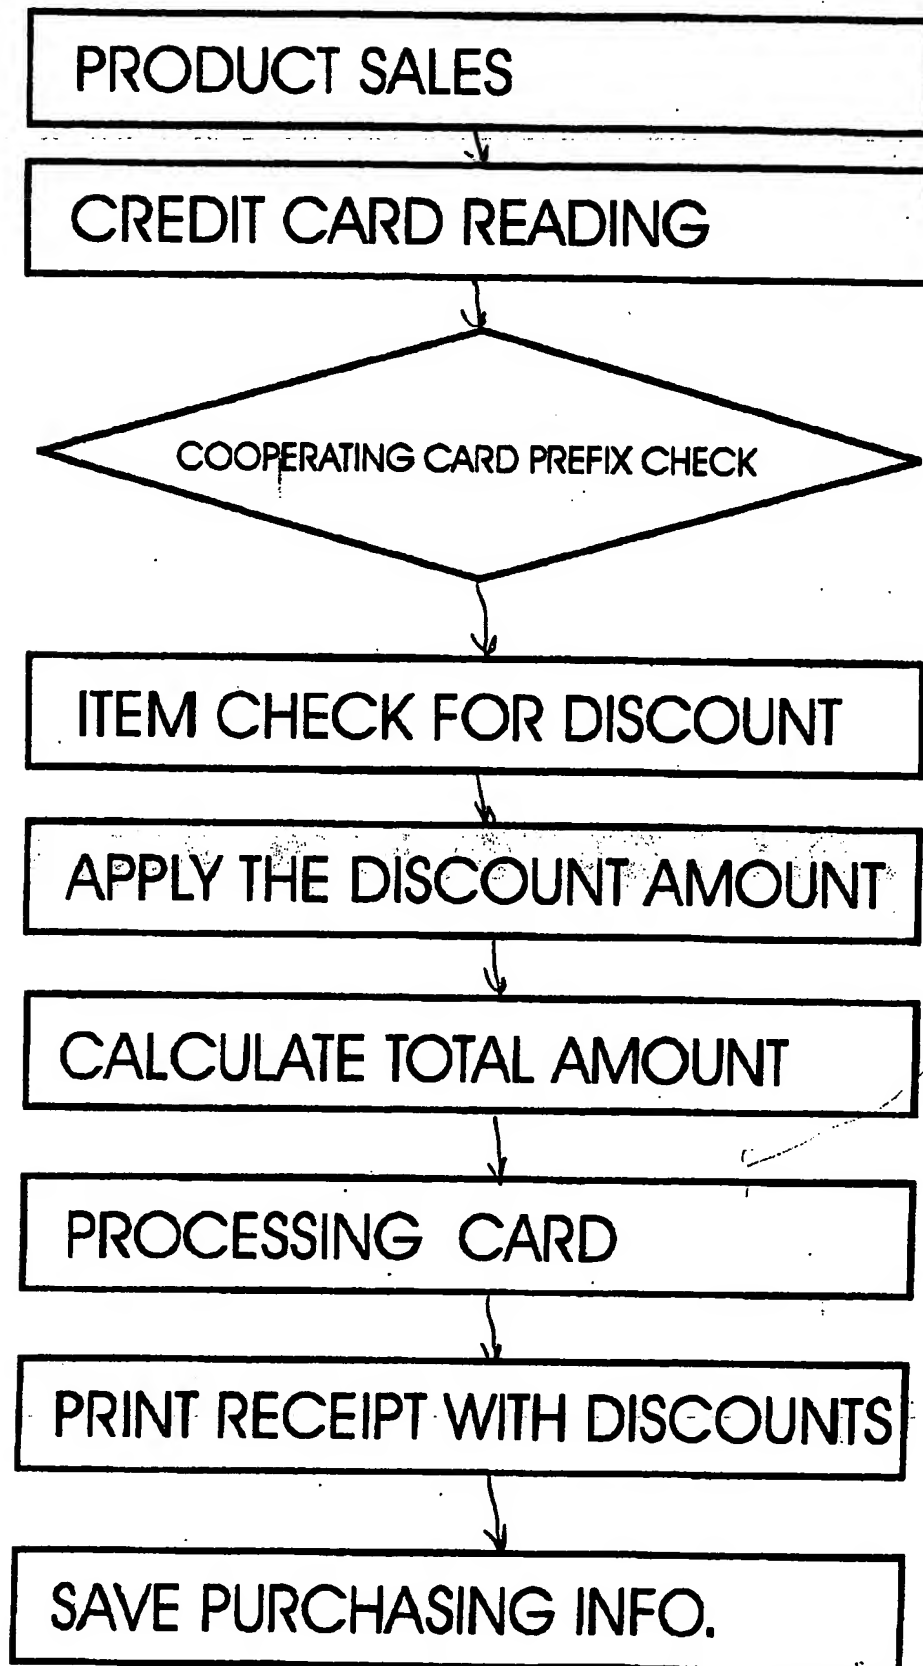 PRODUCT SALES
CREDIT CARD READING
COOPERATING CARD PREFIX CHECK
ITEM CHECK FOR DISCOUNT
APPLY THE DISCOUNT AMOUNT
CALCULATE TOTAL AMOUNT
PROCESSING CARD
PRINT RECEIPT WITH DISCOUNTS
SAVE PURCHASING INFO.